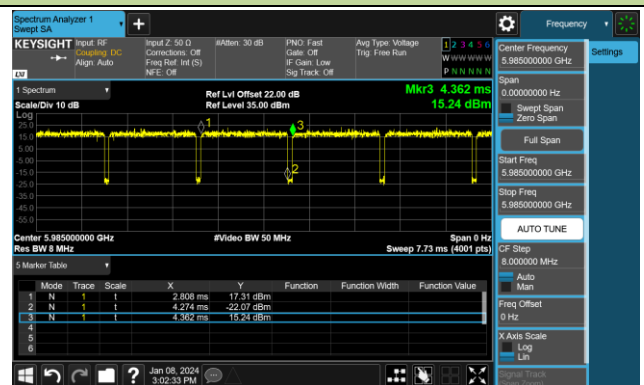 Spectrum Analyzer 1
Swept SA
Frequency
KEYSIGHT
Input: RF
Coupling: DC
Align: Auto
Input Z: 50 Ω
Corrections: Off
Freq Ref: Int (S)
NFE: Off
#Atten: 30 dB
PNO: Fast
Gate: Off
IF Gain: Low
Sig Track: Off
Avg Type: Voltage
Trig: Free Run
1 2 3 4 5 6
W W W W W W
P N N N N N
LU
1 Spectrum
Scale/Div 10 dB
Ref Lvl Offset 22.00 dB
Ref Level 35.00 dBm
Mkr3 4.362 ms
15.24 dBm
Log
25.0
15.0
5.00
-5.00
-15.0
-25.0
-35.0
-45.0
-55.0
1
2
3
Center 5.985000000 GHz
Res BW 8 MHz
#Video BW 50 MHz
Span 0 Hz
Sweep 7.73 ms (4001 pts)
5 Marker Table
Mode Trace Scale X Y Function Function Width Function Value
1 N 1 t 2.808 ms 17.31 dBm
2 N 1 t 4.274 ms -22.07 dBm
3 N 1 t 4.362 ms 15.24 dBm
4
5
6
Jan 08, 2024
3:02:33 PM
Center Frequency
5.985000000 GHz
Settings
Span
0.00000000 Hz
Swept Span
Zero Span
Full Span
Start Freq
5.985000000 GHz
Stop Freq
5.985000000 GHz
AUTO TUNE
CF Step
8.000000 MHz
Auto
Man
Freq Offset
0 Hz
X Axis Scale
Log
Lin
Signal Track
(Span Zoom)